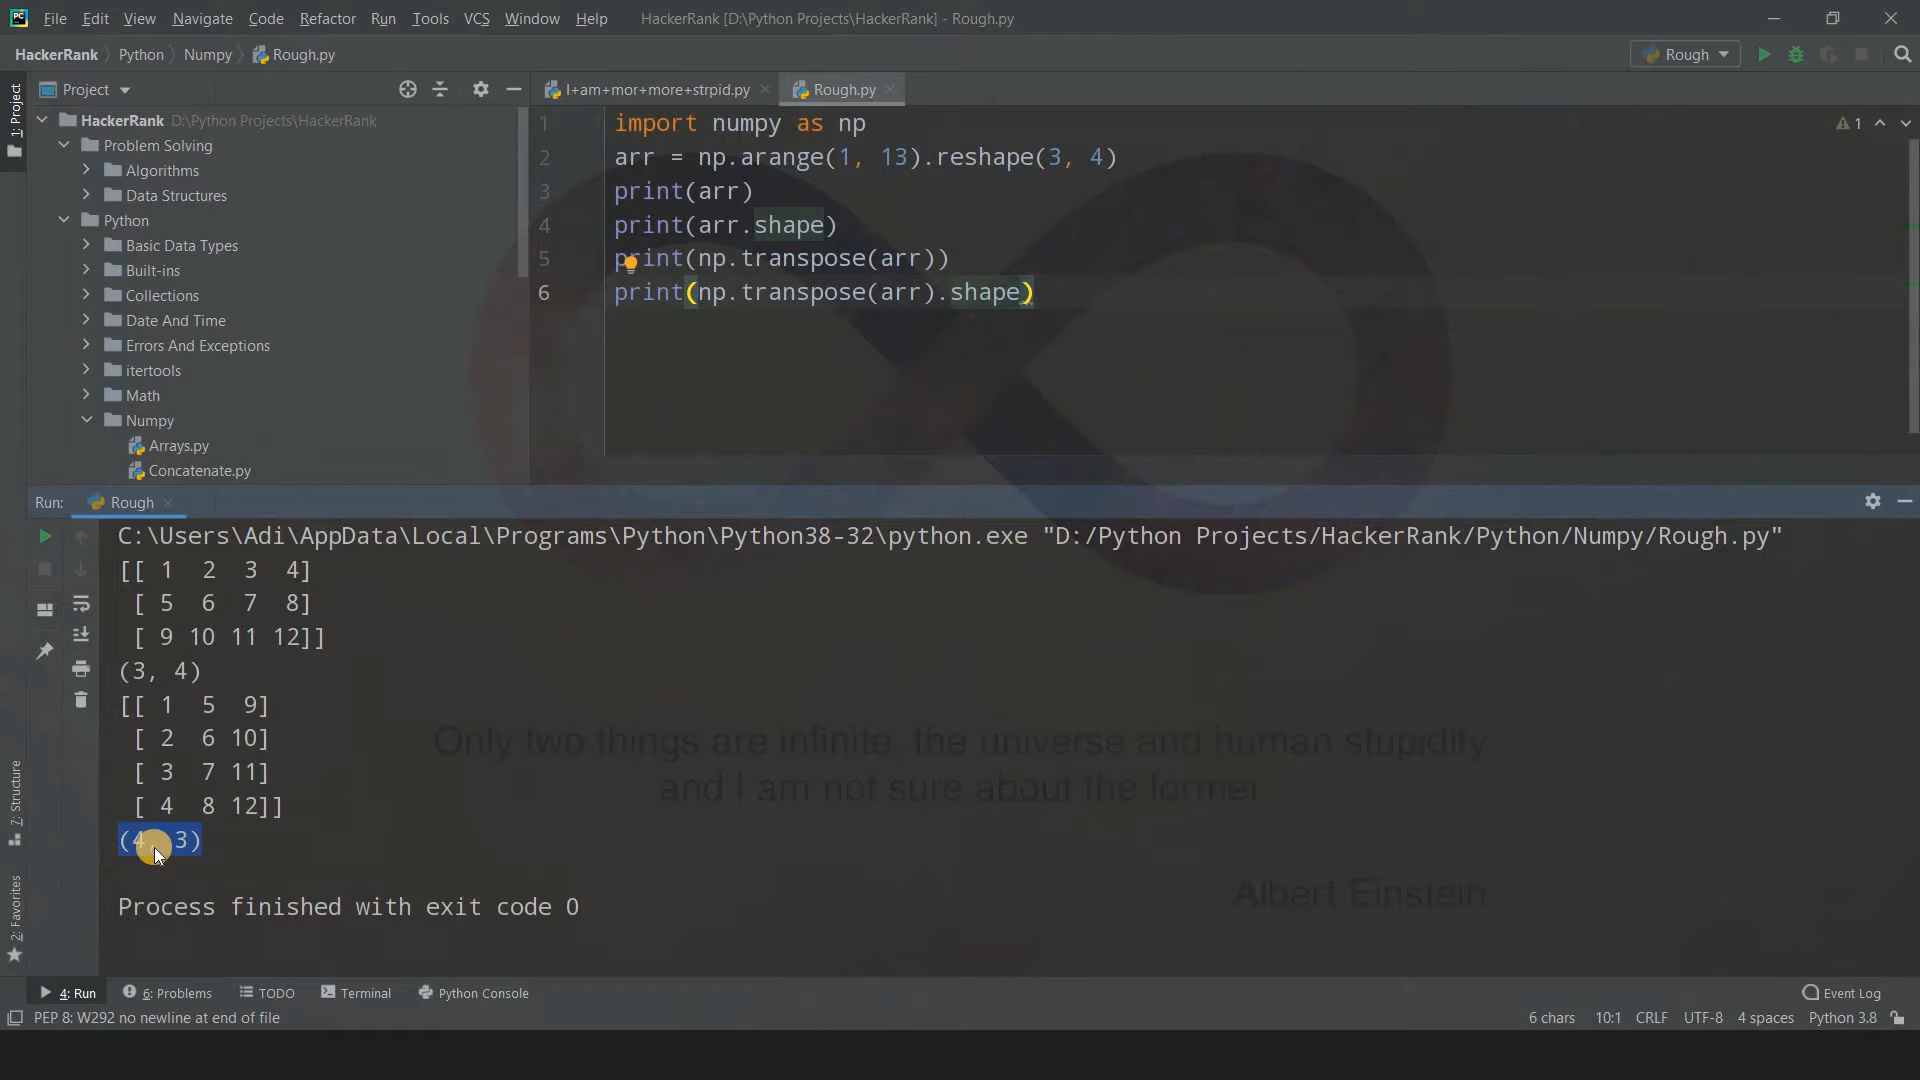 File Edit View Navigate Code Refactor Run Tools VCS Window Help HackerRank [D:\Python Projects\HackerRank] - Rough.py
HackerRank Python Numpy Rough.py Rough
1: Project
Project
HackerRank D:\Python Projects\HackerRank
Problem Solving
Algorithms
Data Structures
Python
Basic Data Types
Built-ins
Collections
Date And Time
Errors And Exceptions
itertools
Math
Numpy
Arrays.py
Concatenate.py
I+am+mor+more+strpid.py Rough.py
1 import numpy as np
2 arr = np.arange(1, 13).reshape(3, 4)
3 print(arr)
4 print(arr.shape)
5 print(np.transpose(arr))
6 print(np.transpose(arr).shape)
1
Run: Rough
C:\Users\Adi\AppData\Local\Programs\Python\Python38-32\python.exe "D:/Python Projects/HackerRank/Python/Numpy/Rough.py"
[[ 1 2 3 4]
[ 5 6 7 8]
[ 9 10 11 12]]
(3, 4)
[[ 1 5 9]
[ 2 6 10]
[ 3 7 11]
[ 4 8 12]]
(4, 3)
Process finished with exit code 0
Only two things are infinite, the universe and human stupidity
and I am not sure about the former
Albert Einstein
7: Structure
2: Favorites
4: Run 6: Problems TODO Terminal Python Console Event Log
PEP 8: W292 no newline at end of file 6 chars 10:1 CRLF UTF-8 4 spaces Python 3.8